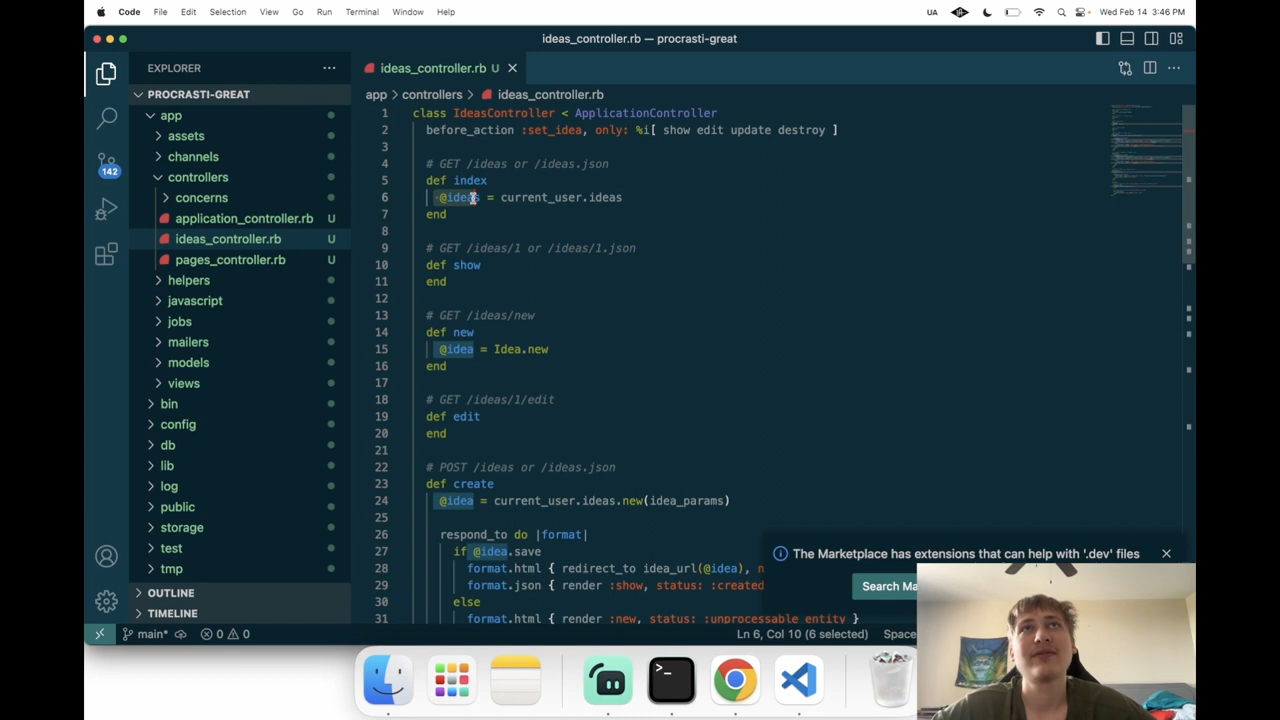 Code File Edit Selection View Go Run Terminal Window Help UA Wed Feb 14 3:46 PM
ideas_controller.rb — procrasti-great
EXPLORER
PROCRASTI-GREAT
app
assets
channels
controllers
concerns
application_controller.rb U
ideas_controller.rb U
pages_controller.rb U
helpers
javascript
jobs
mailers
models
views
bin
config
db
lib
log
public
storage
test
tmp
OUTLINE
TIMELINE
142
ideas_controller.rb U
app > controllers > ideas_controller.rb
1 class IdeasController < ApplicationController
2 before_action :set_idea, only: %i[ show edit update destroy ]
3
4 # GET /ideas or /ideas.json
5 def index
6 @ideas = current_user.ideas
7 end
8
9 # GET /ideas/1 or /ideas/1.json
10 def show
11 end
12
13 # GET /ideas/new
14 def new
15 @idea = Idea.new
16 end
17
18 # GET /ideas/1/edit
19 def edit
20 end
21
22 # POST /ideas or /ideas.json
23 def create
24 @idea = current_user.ideas.new(idea_params)
25
26 respond_to do |format|
27 if @idea.save
28 format.html { redirect_to idea_url(@idea), n
29 format.json { render :show, status: :created
30 else
31 format.html { render :new, status: :unprocessable_entity }
The Marketplace has extensions that can help with '.dev' files
Search Ma
main* 0 0 Ln 6, Col 10 (6 selected) Space
>_